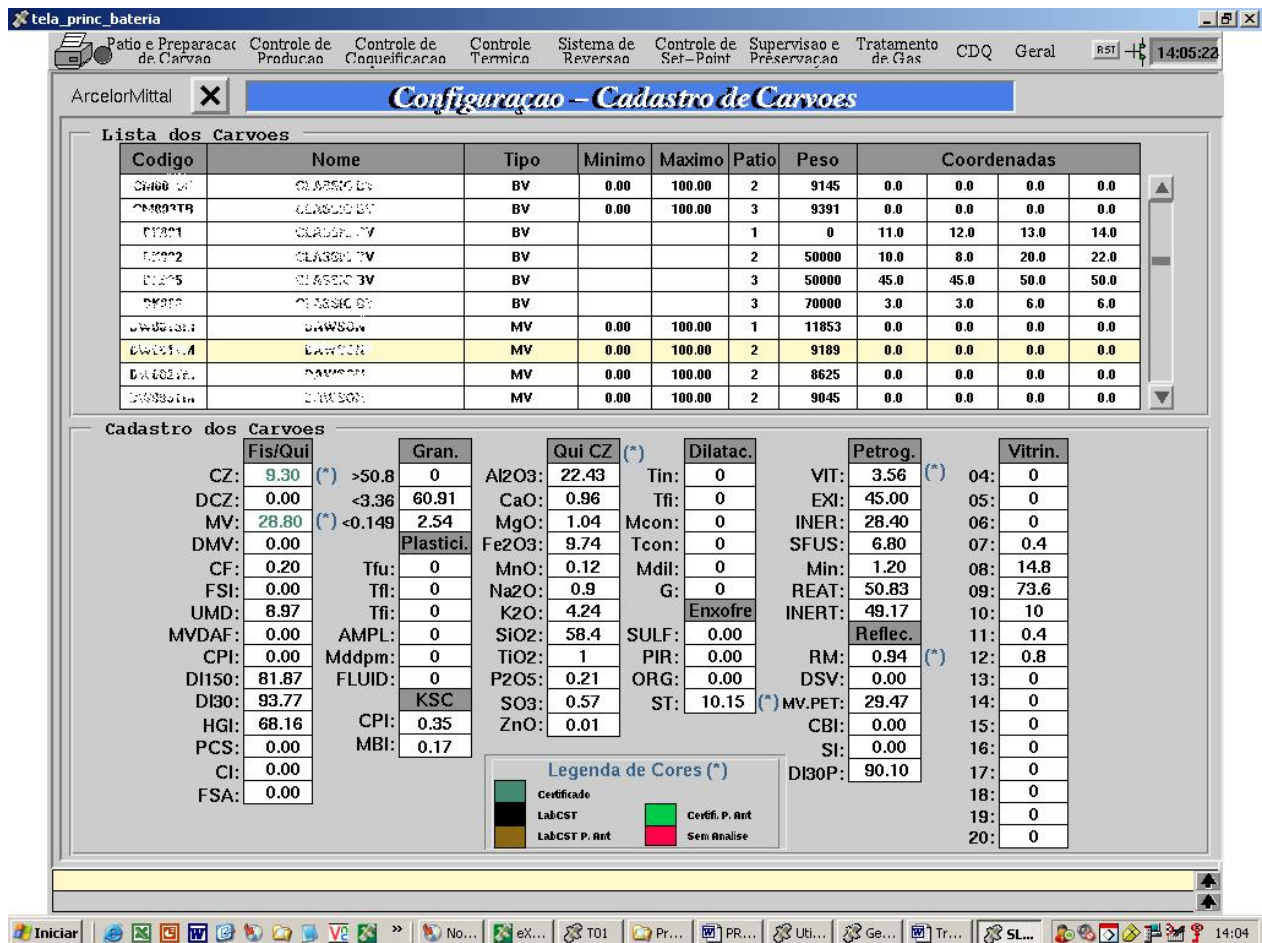 tela_princ_bateria
Patio e Preparacac de Carvao
Controle de Producao
Controle de Coqueificacao
Controle Termico
Sistema de Reversao
Controle de Set-Point
Supervisao e Preservaçao
Tratamento de Gas
CDQ
Geral
RST
14:05:22
ArcelorMittal
Configuraçao – Cadastro de Carvoes
Lista dos Carvoes
Codigo Nome Tipo Minimo Maximo Patio Peso Coordenadas
BV 0.00 100.00 2 9145 0.0 0.0 0.0 0.0
BV 0.00 100.00 3 9391 0.0 0.0 0.0 0.0
BV 1 0 11.0 12.0 13.0 14.0
BV 2 50000 10.0 8.0 20.0 22.0
CLASSIC BV BV 3 50000 45.0 45.0 50.0 50.0
BV 3 70000 3.0 3.0 6.0 6.0
DAWSON MV 0.00 100.00 1 11853 0.0 0.0 0.0 0.0
MV 0.00 100.00 2 9189 0.0 0.0 0.0 0.0
MV 0.00 100.00 2 8625 0.0 0.0 0.0 0.0
MV 0.00 100.00 2 9045 0.0 0.0 0.0 0.0
Cadastro dos Carvoes
Fis/Qui
CZ: 9.30 (*)
DCZ: 0.00
MV: 28.80 (*)
DMV: 0.00
CF: 0.20
FSI: 0.00
UMD: 8.97
MVDAF: 0.00
CPI: 0.00
DI150: 81.87
DI30: 93.77
HGI: 68.16
PCS: 0.00
CI: 0.00
FSA: 0.00
Gran.
>50.8 0
<3.36 60.91
<0.149 2.54
Plastici.
Tfu: 0
Tfl: 0
Tfi: 0
AMPL: 0
Mddpm: 0
FLUID: 0
KSC
CPI: 0.35
MBI: 0.17
Qui CZ (*)
Al2O3: 22.43
CaO: 0.96
MgO: 1.04
Fe2O3: 9.74
MnO: 0.12
Na2O: 0.9
K2O: 4.24
SiO2: 58.4
TiO2: 1
P2O5: 0.21
SO3: 0.57
ZnO: 0.01
Dilatac.
Tin: 0
Tfi: 0
Mcon: 0
Tcon: 0
Mdil: 0
G: 0
Enxofre
SULF: 0.00
PIR: 0.00
ORG: 0.00
ST: 10.15 (*)
Petrog.
VIT: 3.56 (*)
EXI: 45.00
INER: 28.40
SFUS: 6.80
Min: 1.20
REAT: 50.83
INERT: 49.17
Reflec.
RM: 0.94 (*)
DSV: 0.00
MV.PET: 29.47
CBI: 0.00
SI: 0.00
DI30P: 90.10
Vitrin.
04: 0
05: 0
06: 0
07: 0.4
08: 14.8
09: 73.6
10: 10
11: 0.4
12: 0.8
13: 0
14: 0
15: 0
16: 0
17: 0
18: 0
19: 0
20: 0
Legenda de Cores (*)
Certificado
LabCST
Certifi. P. Ant
LabCST P. Ant
Sem Analise
Iniciar
»
No...
eX...
T01
Pr...
PR...
Uti...
Ge...
Tr...
SL...
14:04